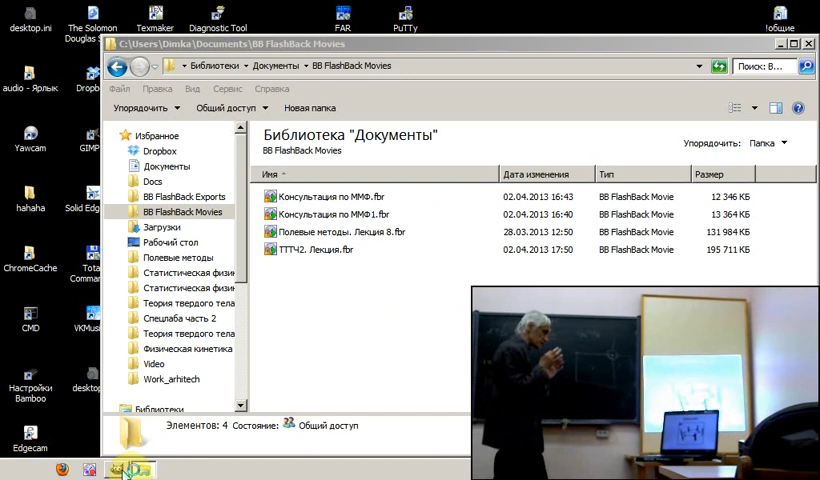 desktop.ini
The Solomon
Douglas S
Texmaker
Diagnostic Tool
FAR
PuTTy
!общие
C:\Users\Dimka\Documents\BB FlashBack Movies
Библиотеки
Документы
BB FlashBack Movies
Поиск: B...
Файл
Правка
Вид
Сервис
Справка
Упорядочить
Общий доступ
Новая папка
Избранное
Dropbox
Документы
Docs
BB FlashBack Exports
BB FlashBack Movies
Загрузки
Рабочий стол
Полевые методы
Статистическая физи
Статистическая физи
Теория твердого тела
Спецлаба часть 2
Теория твердого тела
Физическая кинетика
Video
Work_arhitech
Библиотеки
Библиотека "Документы"
BB FlashBack Movies
Упорядочить:
Папка
Имя
Дата изменения
Тип
Размер
Консультация по ММФ.fbr
02.04.2013 16:43
BB FlashBack Movie
12 346 КБ
Консультация по ММФ1.fbr
02.04.2013 16:40
BB FlashBack Movie
13 364 КБ
Полевые методы. Лекция 8.fbr
28.03.2013 12:50
BB FlashBack Movie
131 984 КБ
ТТТЧ2. Лекция.fbr
02.04.2013 17:50
BB FlashBack Movie
195 711 КБ
Элементов: 4
Состояние:
Общий доступ
audio - Ярлык
Dropb
Yawcam
GIMP
hahaha
Solid Edg
ChromeCache
Tota
Comman
CMD
VKMusi
Настройки
Bamboo
deskto
Edgecam